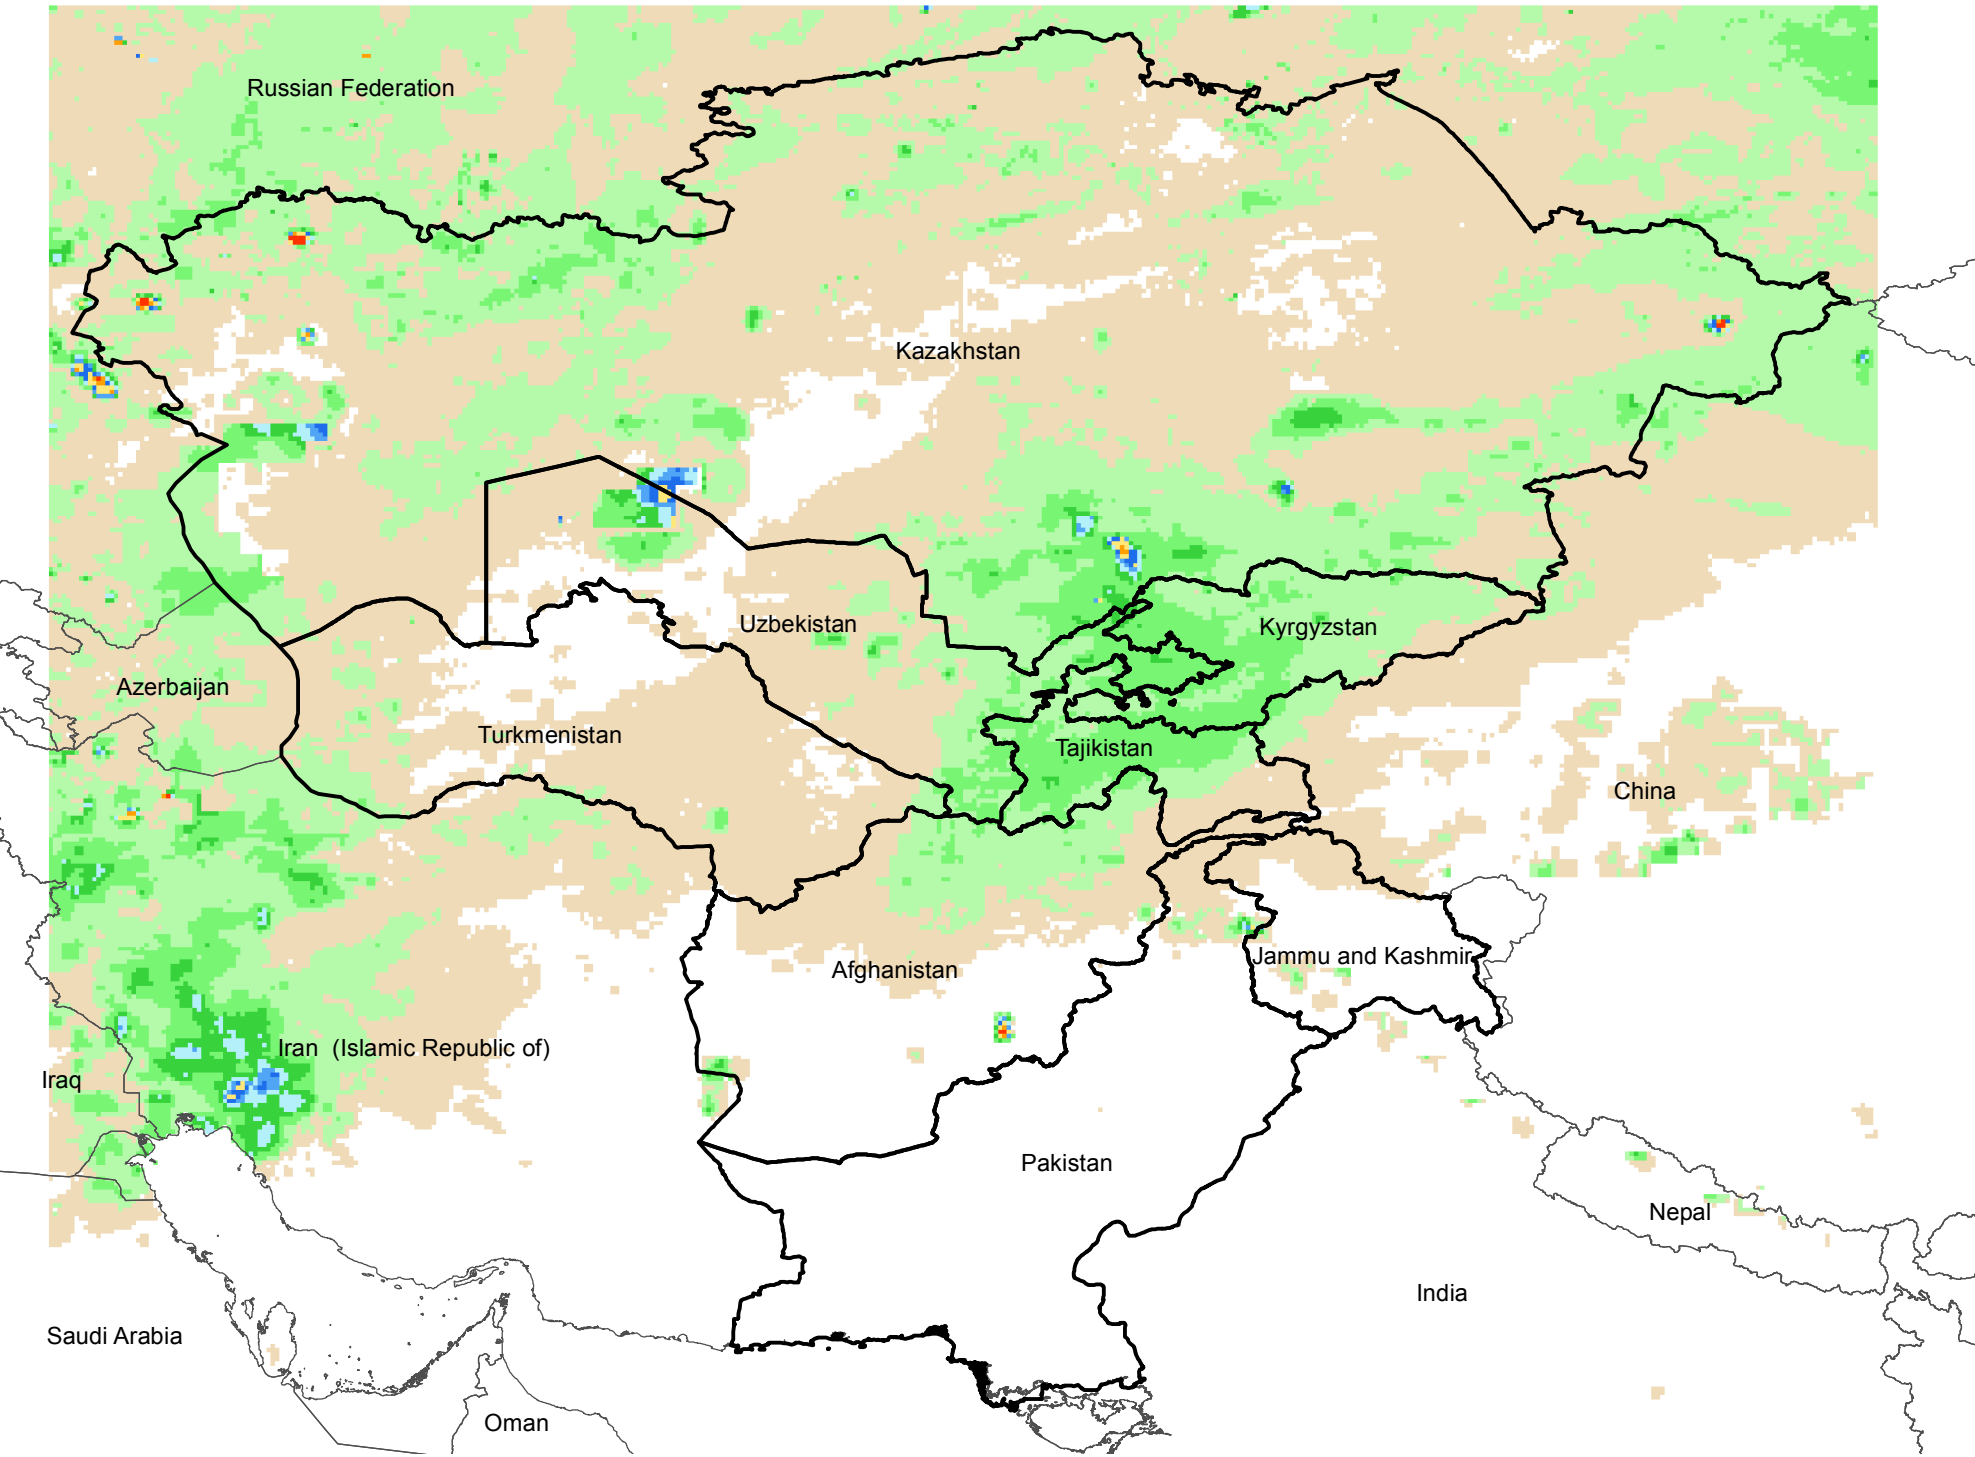 Russian Federation
Kazakhstan
Uzbekistan
Kyrgyzstan
Azerbaijan
Turkmenistan
Tajikistan
China
Afghanistan
Jammu and Kashmir
Iran  (Islamic Republic of)
Iraq
Pakistan
Nepal
India
Saudi Arabia
Oman